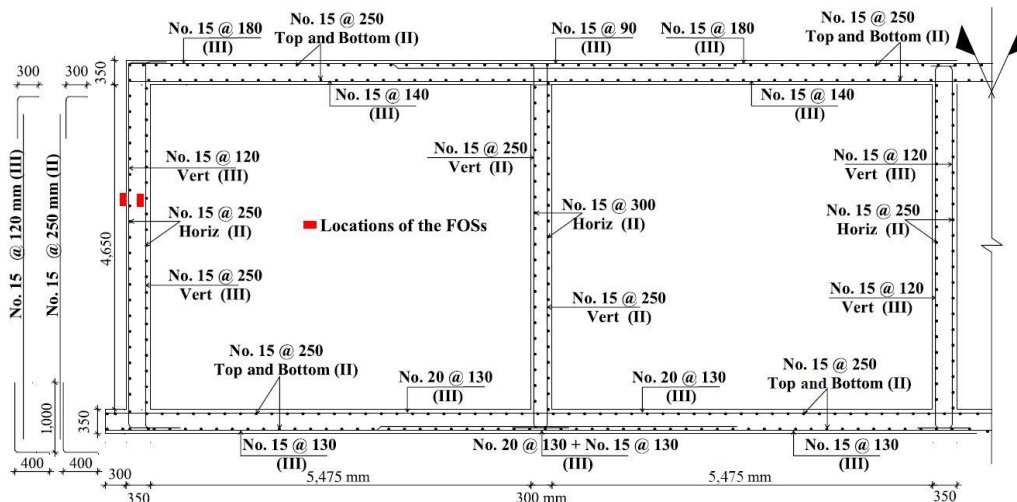 No. 15 @ 180
(III)
No. 15 @ 250
Top and Bottom (II)
No. 15 @ 90
(III)
No. 15 @ 180
(III)
No. 15 @ 250
Top and Bottom (II)
300
300
350
No. 15 @ 140
(III)
No. 15 @ 140
(III)
No. 15 @ 120 mm (III)
No. 15 @ 250 mm (II)
No. 15 @ 120
Vert (III)
No. 15 @ 250
Vert (II)
No. 15 @ 120
Vert (III)
No. 15 @ 250
Horiz (II)
Locations of the FOSs
No. 15 @ 300
Horiz (II)
No. 15 @ 250
Horiz (II)
4,650
No. 15 @ 250
Vert (III)
No. 15 @ 250
Vert (II)
No. 15 @ 120
Vert (III)
No. 15 @ 250
Top and Bottom (II)
No. 20 @ 130
(III)
No. 20 @ 130
(III)
No. 15 @ 250
Top and Bottom (II)
1,000
350
No. 15 @ 130
(III)
No. 20 @ 130 + No. 15 @ 130
(III)
No. 15 @ 130
(III)
400
400
300
350
5,475 mm
300 mm
5,475 mm
350